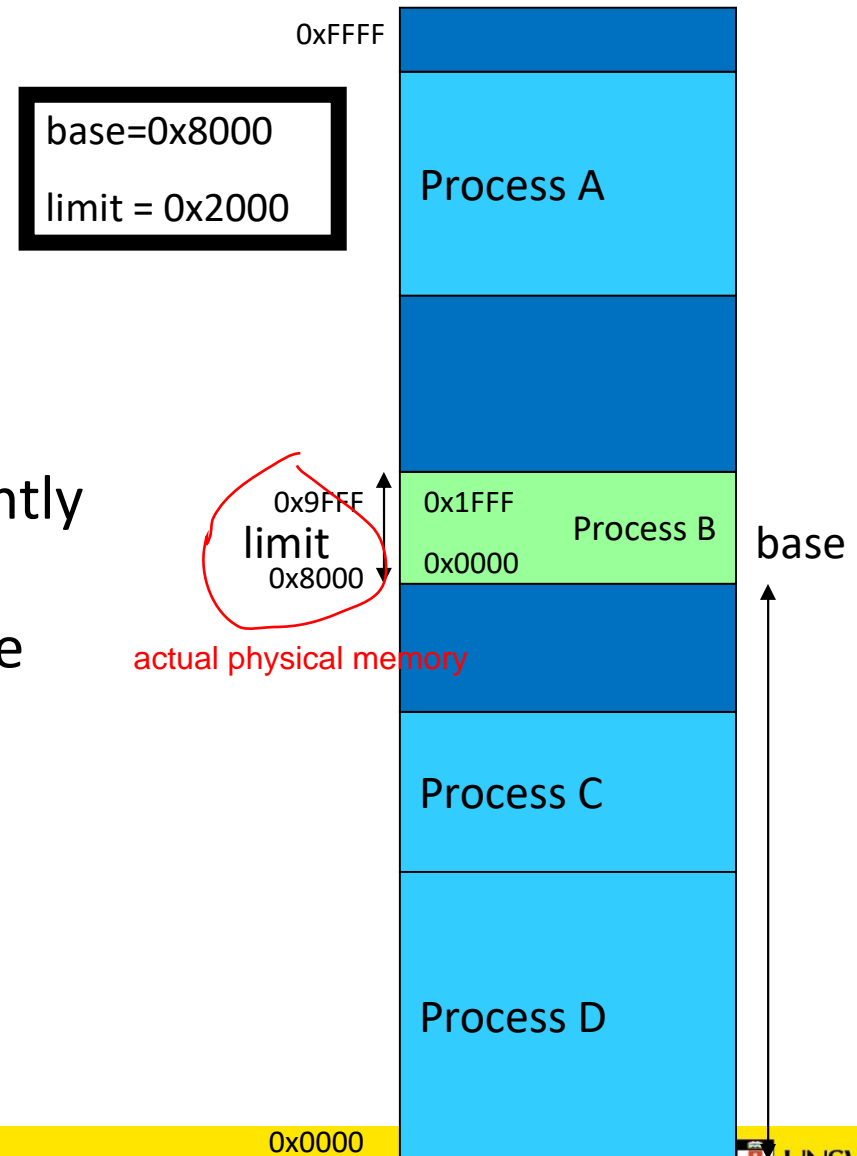 0xFFFF
base=0x8000
limit = 0x2000
Process A
0x9FFF
limit
0x8000
0x1FFF
Process B
0x0000
base
actual physical memory
Process C
Process D
0x0000